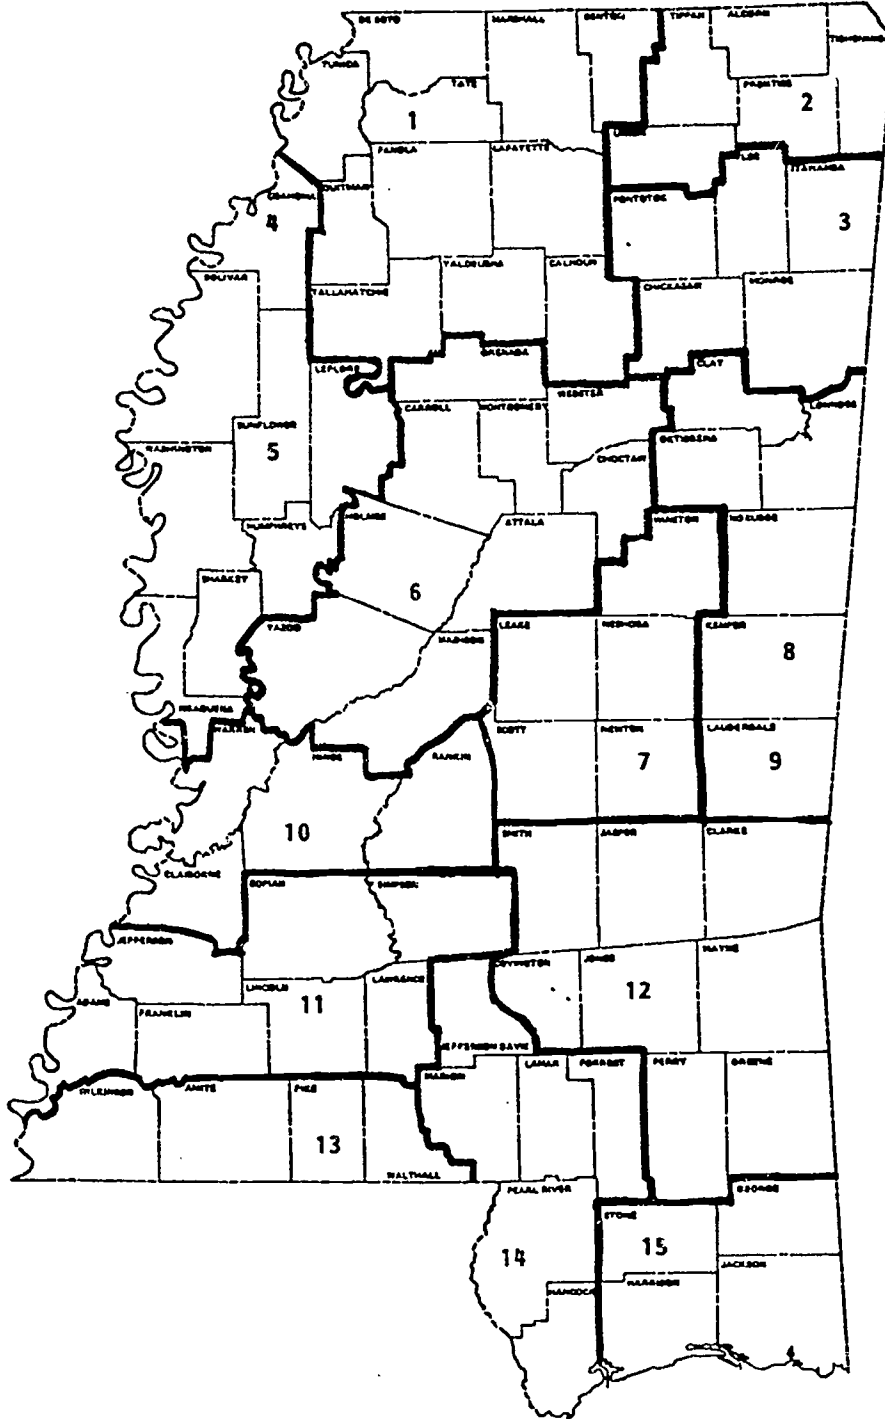 DE SOTO
MARSHALL
BENTON
TIPPAH
ALCORN
TISHOMINGO
TUNICA
TATE
PRENTISS
1
2
PANOLA
LAFAYETTE
UNION
LEE
ITAWAMBA
COAHOMA
QUITMAN
PONTOTOC
4
3
BOLIVAR
YALOBUSHA
CALHOUN
TALLAHATCHIE
CHICKASAW
MONROE
LEFLORE
GRENADA
CLAY
WEBSTER
CARROLL
MONTGOMERY
LOWNDES
SUNFLOWER
WASHINGTON
5
CHOCTAW
OKTIBBEHA
HUMPHREYS
HOLMES
ATTALA
WINSTON
NOXUBEE
SHARKEY
6
YAZOO
MADISON
LEAKE
NESHOBA
KEMPER
8
ISSAQUENA
WARREN
HINDS
RANKIN
SCOTT
NEWTON
LAUDERDALE
7
9
10
SMITH
JASPER
CLARKE
CLAIBORNE
COPIAH
SIMPSON
JEFFERSON
COVINGTON
JONES
WAYNE
LINCOLN
LAWRENCE
ADAMS
FRANKLIN
11
12
JEFFERSON DAVIS
MARION
LAMAR
FORREST
PERRY
GREENE
WILKINSON
AMITE
PIKE
13
WALTHALL
PEARL RIVER
GEORGE
STONE
14
15
HANCOCK
HARRISON
JACKSON